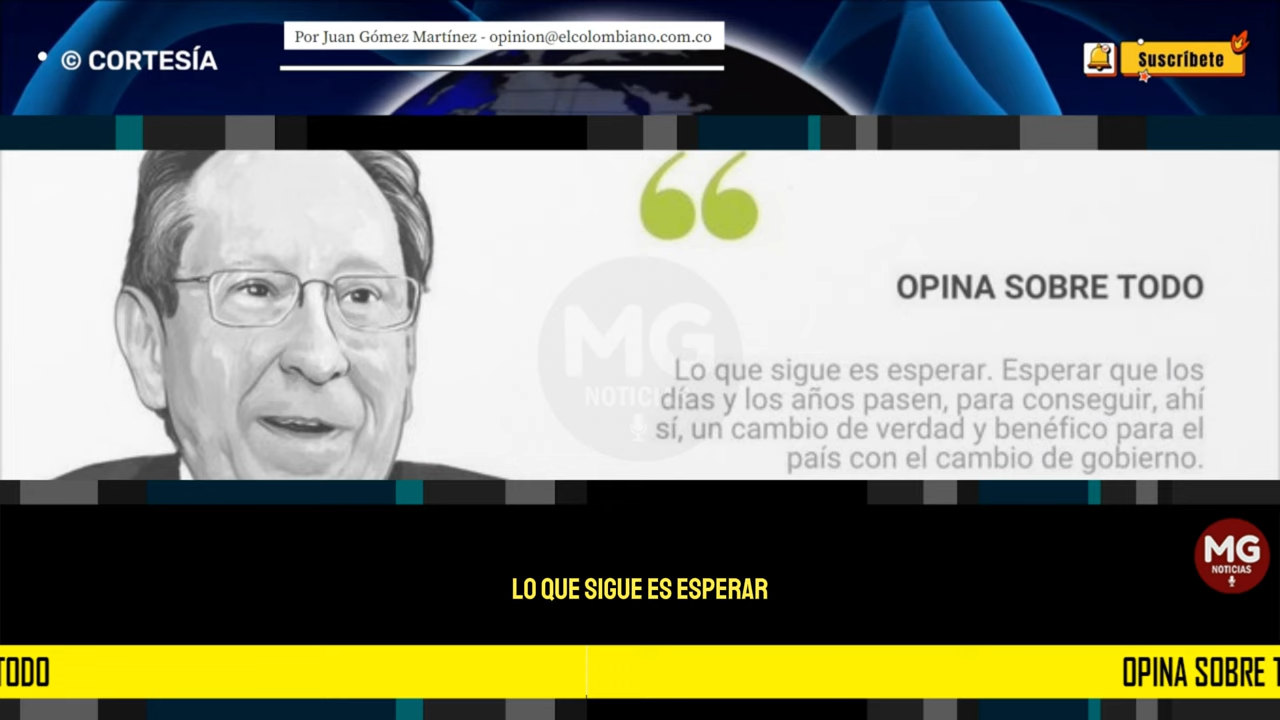 © CORTESÍA
Por Juan Gómez Martínez - opinion@elcolombiano.com.co
Suscríbete
OPINA SOBRE TODO
Lo que sigue es esperar. Esperar que los
días y los años pasen, para conseguir, ahí
sí, un cambio de verdad y benéfico para el
país con el cambio de gobierno.
MG
NOTICIAS
LO QUE SIGUE ES ESPERAR
MG
NOTICIAS
TODO
OPINA SOBRE T